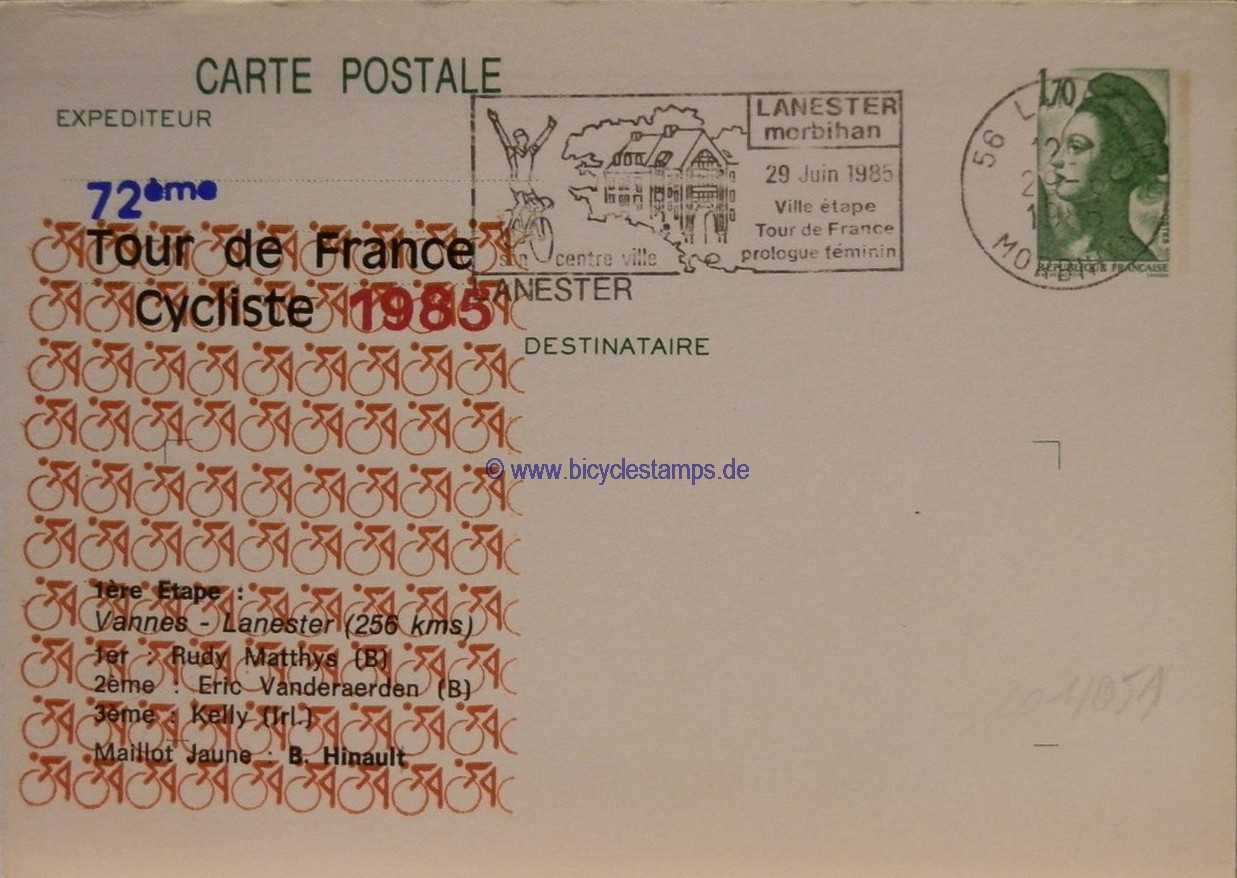 CARTE POSTALE
EXPEDITEUR
LANESTER
morbihan
29 Juin 1985
Ville étape
Tour de France
prologue féminin
son centre ville
LANESTER
1,70
56
REPUBLIQUE FRANÇAISE
72ème
Tour de France
Cycliste 1985
DESTINATAIRE
© www.bicyclestamps.de
1ère Etape :
Vannes - Lanester (256 kms)
1er : Rudy Matthys (B)
2ème : Eric Vanderaerden (B)
3ème : Kelly (Irl.)
Maillot Jaune : B. Hinault